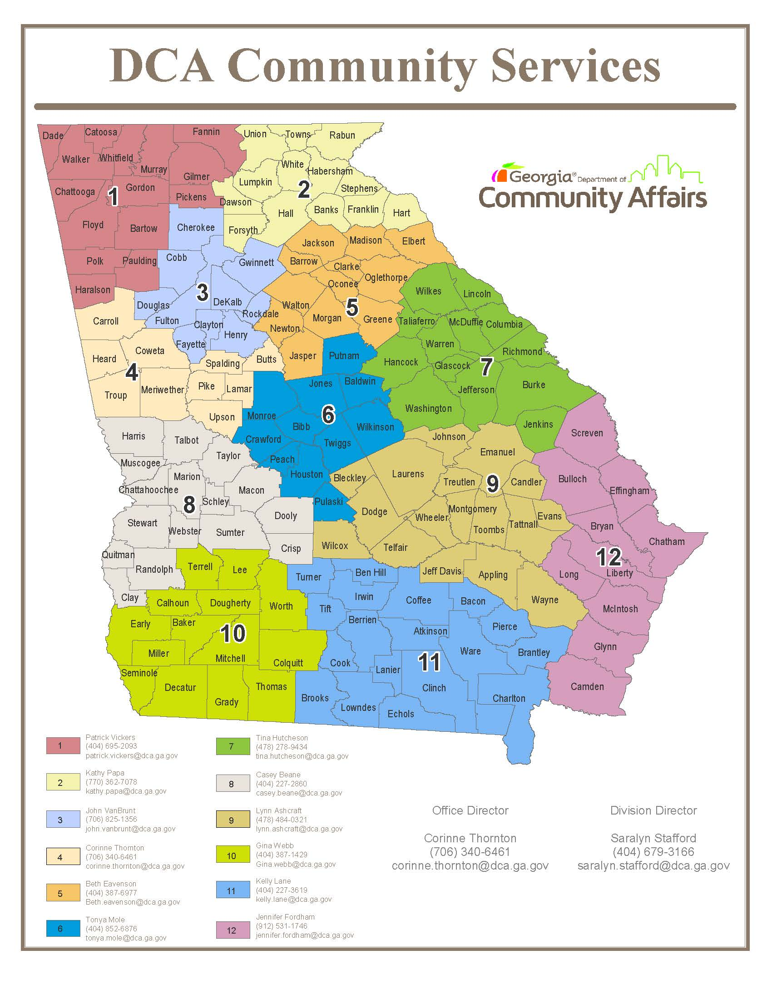 DCA Community Services
Georgia® Department of
Community Affairs
Dade
Catoosa
Fannin
Union
Towns
Rabun
Walker
Whitfield
Murray
Gilmer
White
Habersham
Lumpkin
Chattooga
1
Gordon
Pickens
2
Stephens
Dawson
Hall
Banks
Franklin
Hart
Floyd
Bartow
Cherokee
Forsyth
Jackson
Madison
Elbert
Polk
Paulding
Cobb
Gwinnett
Barrow
Clarke
Oglethorpe
Oconee
Haralson
3
Wilkes
Lincoln
Douglas
DeKalb
Walton
5
Rockdale
Carroll
Fulton
Clayton
Morgan
Greene
Taliaferro
McDuffie
Columbia
Newton
Henry
Fayette
Warren
Heard
Coweta
Spalding
Butts
Jasper
Putnam
Hancock
Glascock
7
Richmond
4
Troup
Meriwether
Pike
Lamar
Jones
Baldwin
Jefferson
Burke
Upson
Monroe
6
Washington
Bibb
Wilkinson
Jenkins
Screven
Harris
Talbot
Crawford
Twiggs
Johnson
Taylor
Peach
Emanuel
Muscogee
Marion
Houston
Bleckley
Laurens
Treutlen
9
Candler
Bulloch
Effingham
Chattahoochee
8
Schley
Macon
Pulaski
Dodge
Montgomery
Wheeler
Evans
Stewart
Webster
Sumter
Dooly
Toombs
Tattnall
Bryan
Chatham
Quitman
Crisp
Wilcox
Telfair
12
Randolph
Terrell
Lee
Turner
Ben Hill
Jeff Davis
Appling
Long
Liberty
Clay
Calhoun
Dougherty
Worth
Tift
Irwin
Coffee
Bacon
Wayne
McIntosh
Early
Baker
10
Berrien
Atkinson
Pierce
Miller
Mitchell
Colquitt
Cook
Lanier
11
Ware
Brantley
Glynn
Seminole
Decatur
Grady
Thomas
Brooks
Lowndes
Echols
Clinch
Charlton
Camden
1
Patrick Vickers
(404) 695-2093
patrick.vickers@dca.ga.gov
2
Kathy Papa
(770) 362-7078
kathy.papa@dca.ga.gov
3
John VanBrunt
(706) 825-1356
john.vanbrunt@dca.ga.gov
4
Corinne Thornton
(706) 340-6461
corinne.thornton@dca.ga.gov
5
Beth Eavenson
(404) 387-6977
Beth.eavenson@dca.ga.gov
6
Tonya Mole
(404) 852-6876
tonya.mole@dca.ga.gov
7
Tina Hutcheson
(478) 278-9434
tina.hutcheson@dca.ga.gov
8
Casey Beane
(404) 227-2860
casey.beane@dca.ga.gov
9
Lynn Ashcraft
(478) 484-0321
lynn.ashcraft@dca.ga.gov
10
Gina Webb
(404) 387-1429
Gina.webb@dca.ga.gov
11
Kelly Lane
(404) 227-3619
kelly.lane@dca.ga.gov
12
Jennifer Fordham
(912) 531-1746
jennifer.fordham@dca.ga.gov
Office Director
Corinne Thornton
(706) 340-6461
corinne.thornton@dca.ga.gov
Division Director
Saralyn Stafford
(404) 679-3166
saralyn.stafford@dca.ga.gov